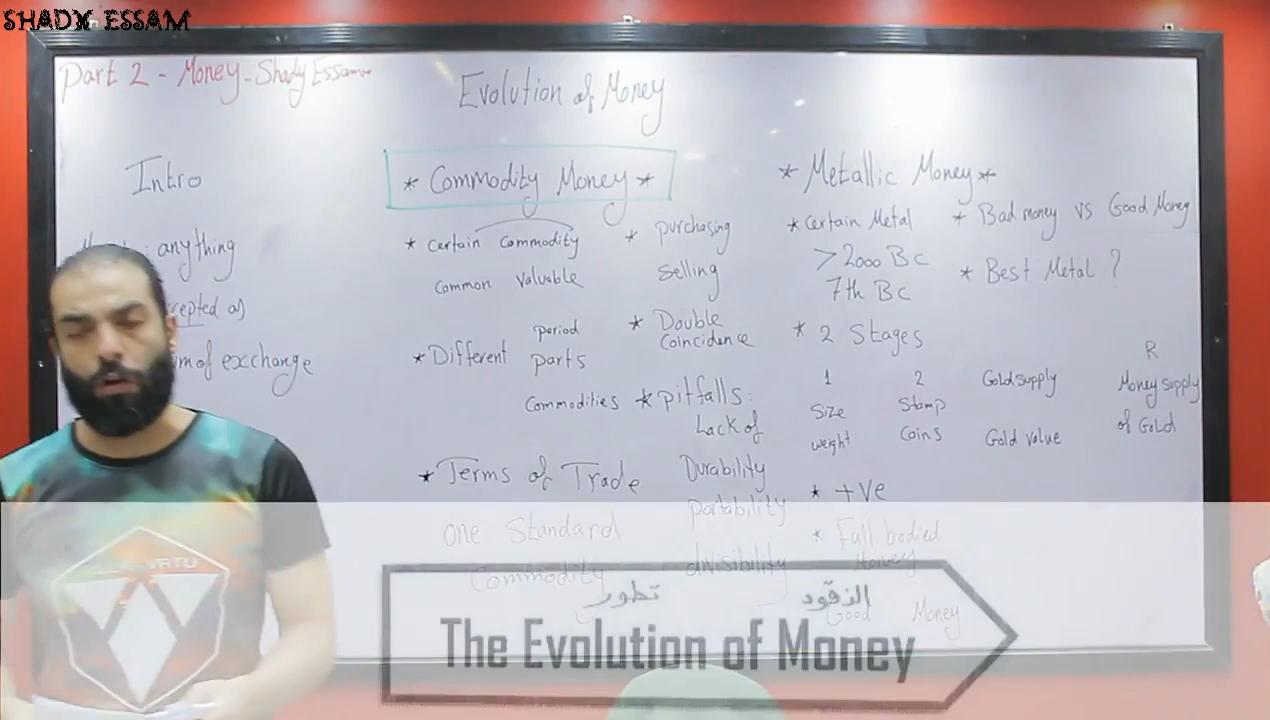 SHADY ESSAM
Part 2 - Money - Shady Essam
Evolution of Money
Intro
anything
cepted as
um of exchange
* Commodity Money *
* Certain Commodity
Common Valuable
* Different period
parts
Commodities
* Terms of Trade
one Standard
Commodity
* purchasing
selling
* Double
Coincidence
* pitfalls:
Lack of
Durability
portability
divisibility
* Metallic Money *
* Certain Metal
> 2000 BC
7th BC
* 2 Stages
1 2
Size Stamp
weight Coins
* +ve
* Full bodied
Money
Good Money
* Bad money vs Good Money
* Best Metal ?
Gold supply
Gold value
R
Money supply
of Gold
تطور النقود
The Evolution of Money